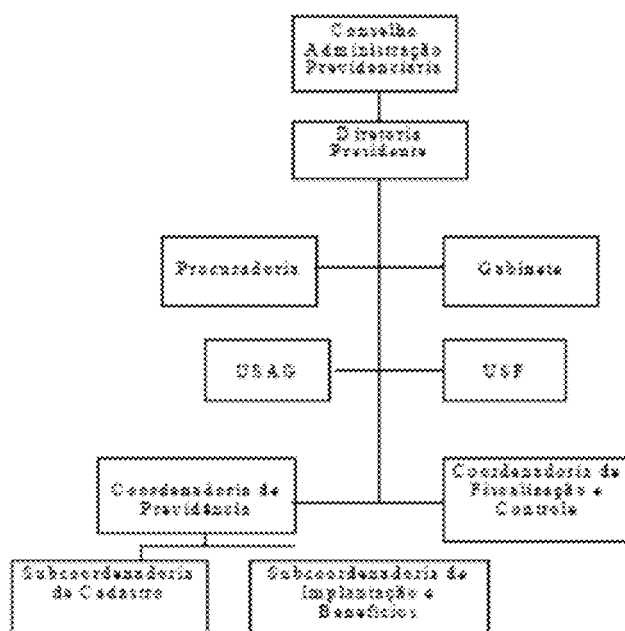 Conselho
Administração
Previdenciária
Diretoria
Presidente
Procuradoria
Gabinete
USAG
USF
Coordenadoria de
Previdência
Coordenadoria de
Fiscalização e
Controle
Subcoordenadoria
de Cadastro
Subcoordenadoria de
Implantação e
Benefícios